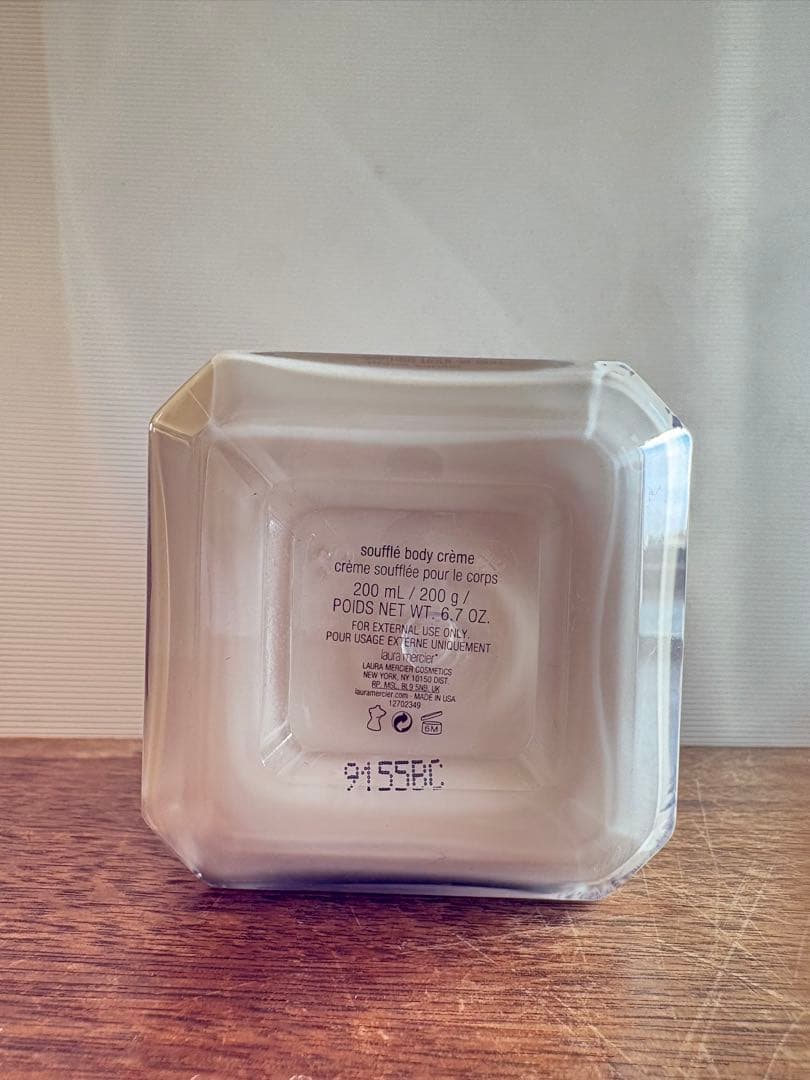 soufflé body crème
crème soufflée pour le corps
200 mL / 200 g /
POIDS NET WT. 6.7 OZ.
FOR EXTERNAL USE ONLY.
POUR USAGE EXTERNE UNIQUEMENT.
laura mercier
LAURA MERCIER COSMETICS
NEW YORK, NY 10150 DIST.
RP. MSL, BL9 5NB, UK
lauramercier.com - MADE IN USA
12702349
6M
9155BC